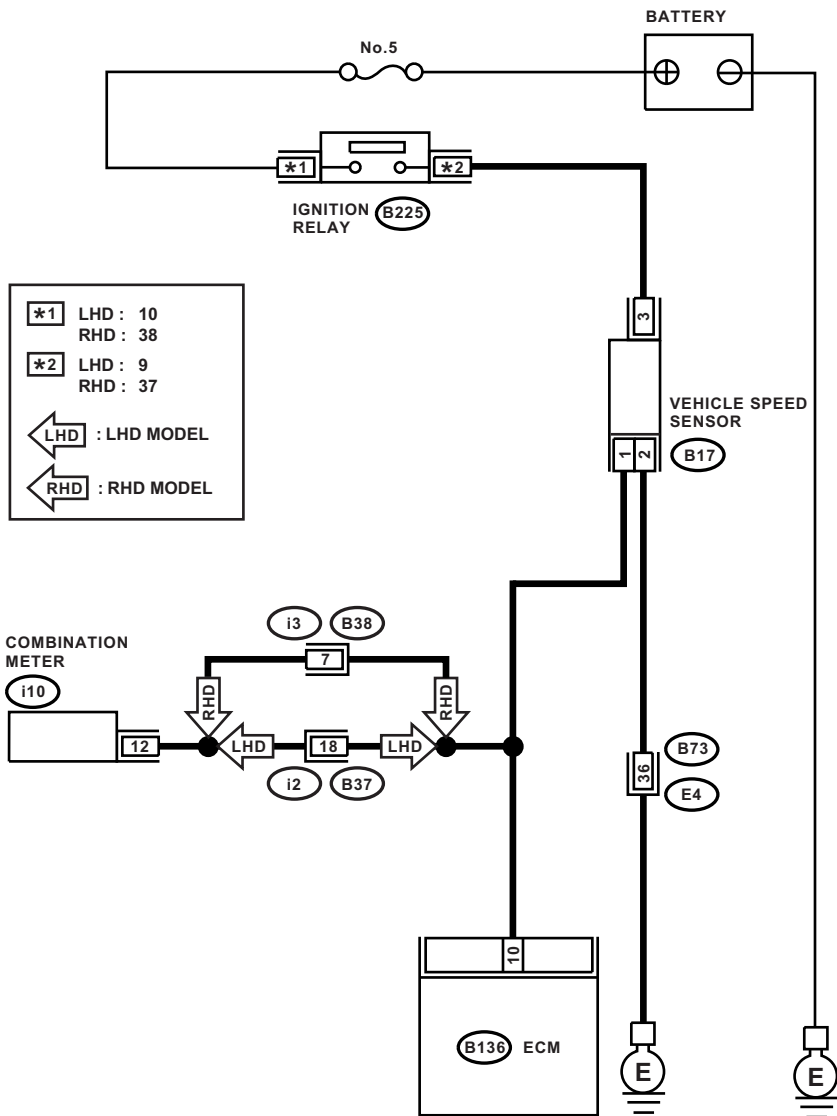 BATTERY
No.5
*1
*2
IGNITION
RELAY
B225
*1 LHD : 10
RHD : 38
*2 LHD : 9
RHD : 37
LHD : LHD MODEL
RHD : RHD MODEL
3
VEHICLE SPEED
SENSOR
1 2
B17
i3 B38
COMBINATION
METER
i10
7
RHD
RHD
12
LHD
18
LHD
i2 B37
B73
36
E4
10
B136 ECM
E
E